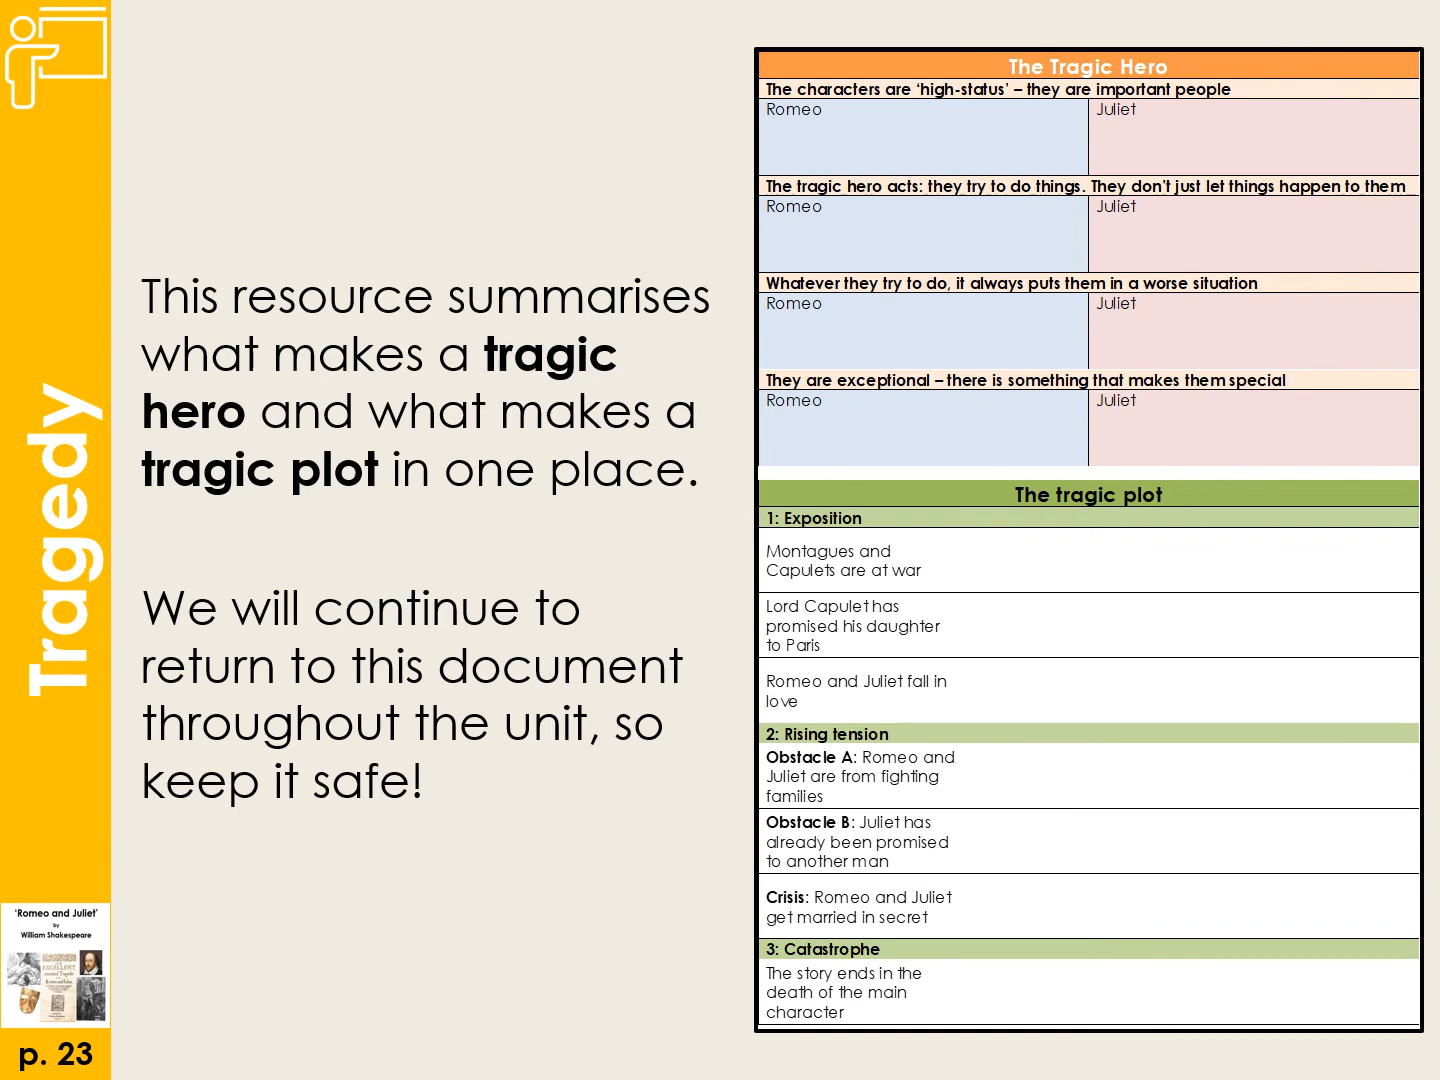 Tragedy
'Romeo and Juliet'
by
William Shakespeare
EXCELLENT
p. 23
This resource summarises
what makes a tragic
hero and what makes a
tragic plot in one place.
We will continue to
return to this document
throughout the unit, so
keep it safe!
The Tragic Hero
The characters are ‘high-status’ – they are important people
Romeo Juliet
The tragic hero acts: they try to do things. They don't just let things happen to them
Romeo Juliet
Whatever they try to do, it always puts them in a worse situation
Romeo Juliet
They are exceptional – there is something that makes them special
Romeo Juliet
The tragic plot
1: Exposition
Montagues and
Capulets are at war
Lord Capulet has
promised his daughter
to Paris
Romeo and Juliet fall in
love
2: Rising tension
Obstacle A: Romeo and
Juliet are from fighting
families
Obstacle B: Juliet has
already been promised
to another man
Crisis: Romeo and Juliet
get married in secret
3: Catastrophe
The story ends in the
death of the main
character